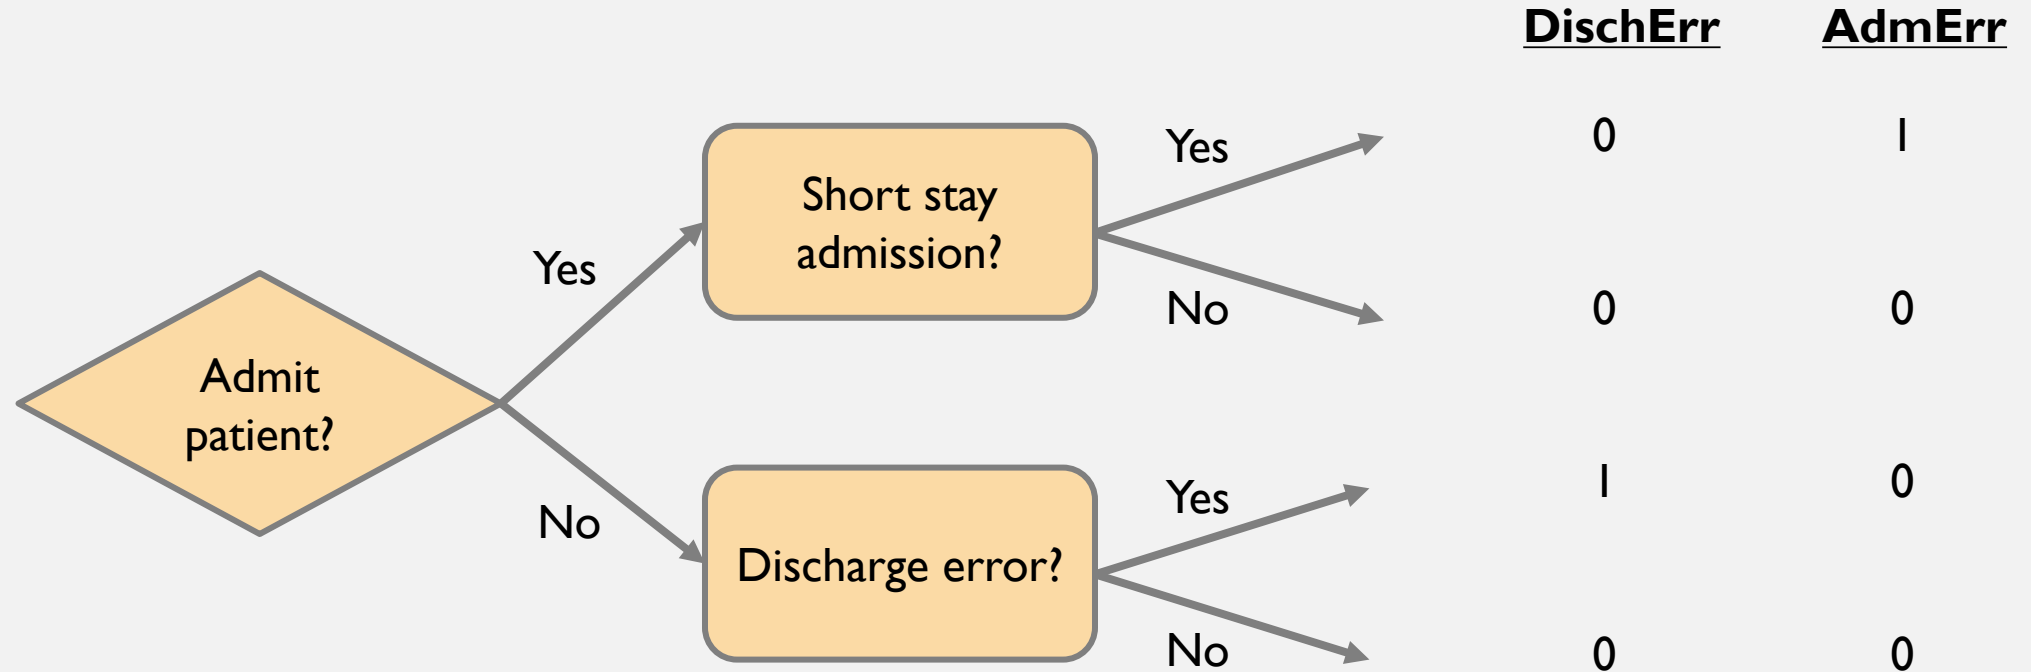 DischErr AdmErr
Yes 0 1
Short stay
admission?
Yes
No 0 0
Admit
patient?
Yes 1 0
No
Discharge error?
No 0 0